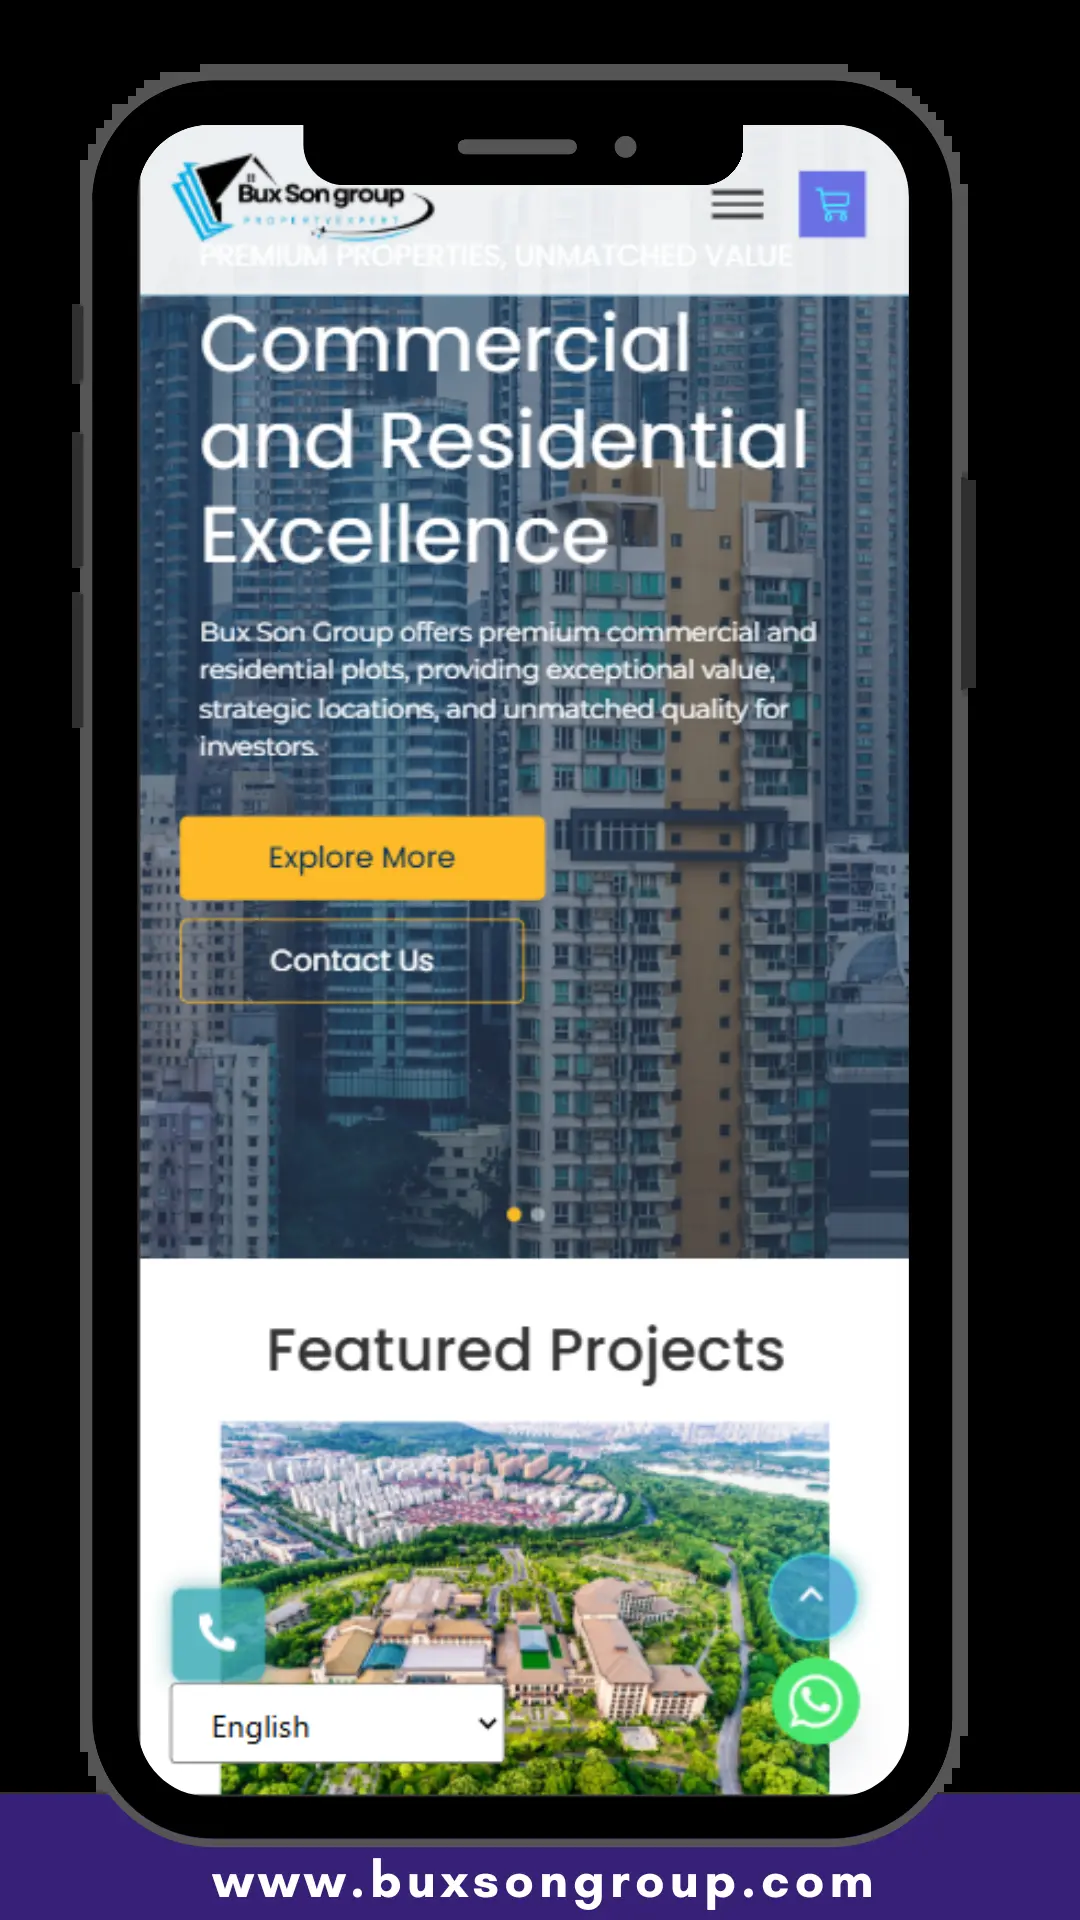 Bux Son group
PROPERTY EXPERT
PREMIUM PROPERTIES, UNMATCHED VALUE
Commercial
and Residential
Excellence
Bux Son Group offers premium commercial and
residential plots, providing exceptional value,
strategic locations, and unmatched quality for
investors.
Explore More
Contact Us
Featured Projects
English
www.buxsongroup.com